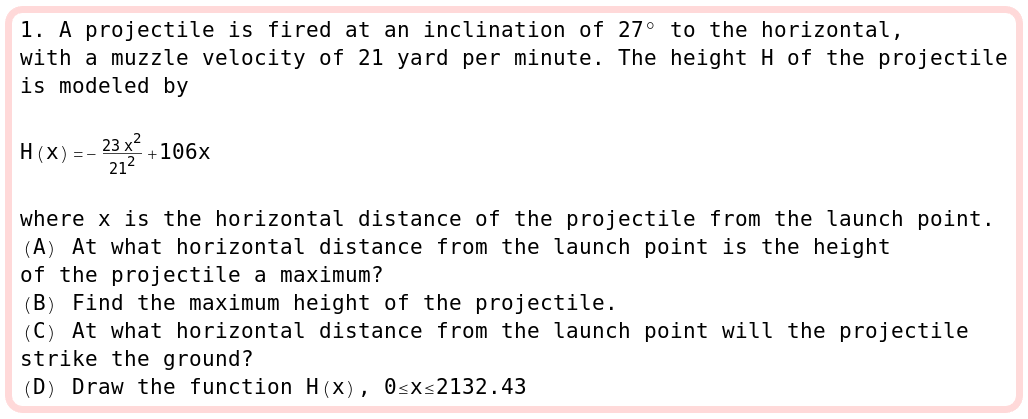 1. A projectile is fired at an inclination of 27° to the horizontal,
with a muzzle velocity of 21 yard per minute. The height H of the projectile
is modeled by
H(x)=-\frac{23 x^2}{21^2}+106x
where x is the horizontal distance of the projectile from the launch point.
(A) At what horizontal distance from the launch point is the height
of the projectile a maximum?
(B) Find the maximum height of the projectile.
(C) At what horizontal distance from the launch point will the projectile
strike the ground?
(D) Draw the function H(x), 0≤x≤2132.43